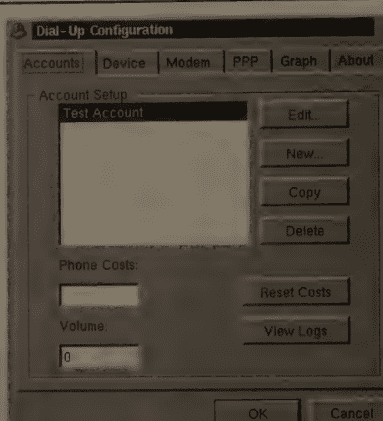 Dial-Up Configuration
Accounts Device Modem PPP Graph About
Account Setup
Test Account
Edit...
New...
Copy
Delete
Phone Costs:
Reset Costs
Volume:
View Logs
0
OK Cancel